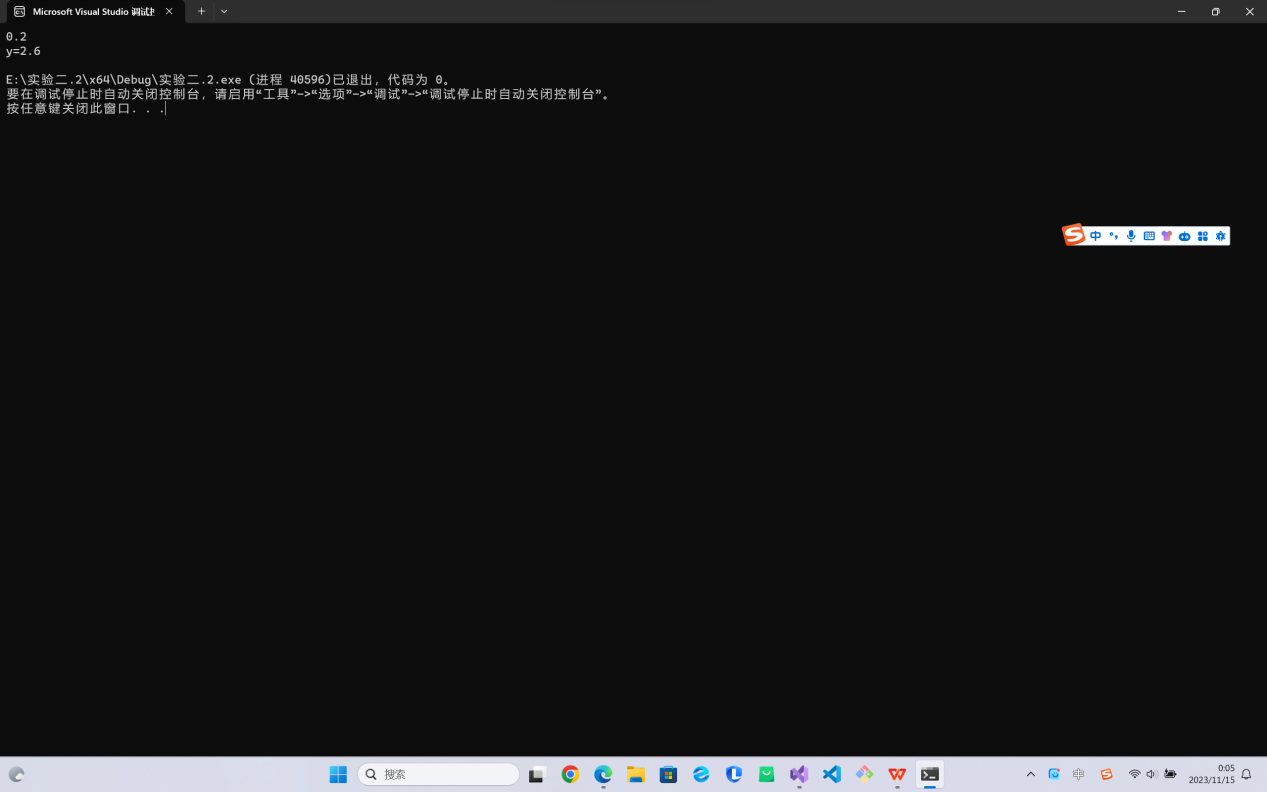 Microsoft Visual Studio 调试
0.2
y=2.6
E:\实验二.2\x64\Debug\实验二.2.exe (进程 40596)已退出，代码为 0。
要在调试停止时自动关闭控制台，请启用“工具”->“选项”->“调试”->“调试停止时自动关闭控制台”。
按任意键关闭此窗口. . .
中
搜索
中
0:05
2023/11/15